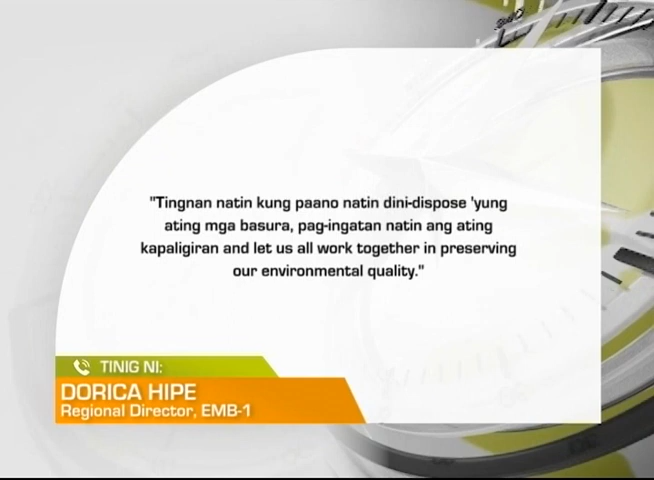 "Tingnan natin kung paano natin dini-dispose 'yung
ating mga basura, pag-ingatan natin ang ating
kapaligiran and let us all work together in preserving
our environmental quality."
TINIG NI:
DORICA HIPE
Regional Director, EMB-1